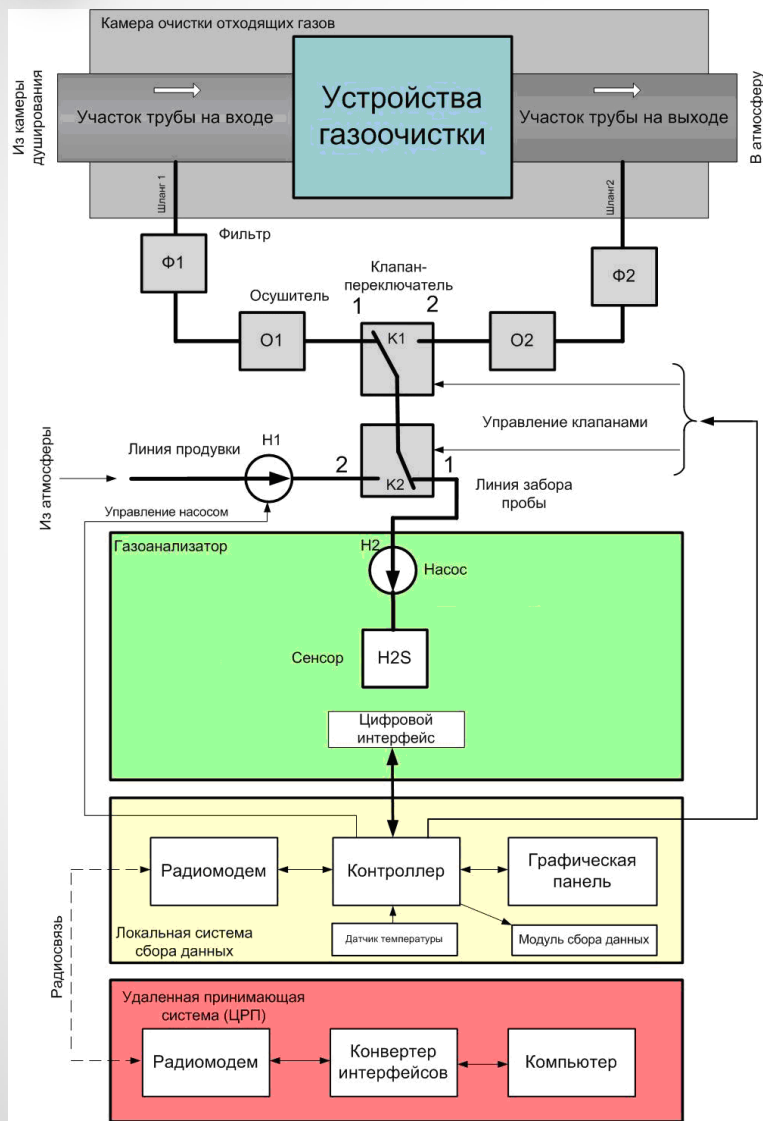 Камера очистки отходящих газов
Из камеры
душирования
Участок трубы на входе
Устройства
газоочистки
Участок трубы на выходе
В атмосферу
Шланг 1
Шланг2
Фильтр
Ф1
Ф2
Клапан-
переключатель
Осушитель
1
2
О1
К1
О2
Управление клапанами
Из атмосферы
Линия продувки
Н1
2
1
К2
Линия забора
пробы
Управление насосом
Газоанализатор
Н2
Насос
Сенсор
H2S
Цифровой
интерфейс
Радиомодем
Контроллер
Графическая
панель
Локальная система
сбора данных
Датчик температуры
Модуль сбора данных
Радиосвязь
Удаленная принимающая
система (ЦРП)
Радиомодем
Конвертер
интерфейсов
Компьютер